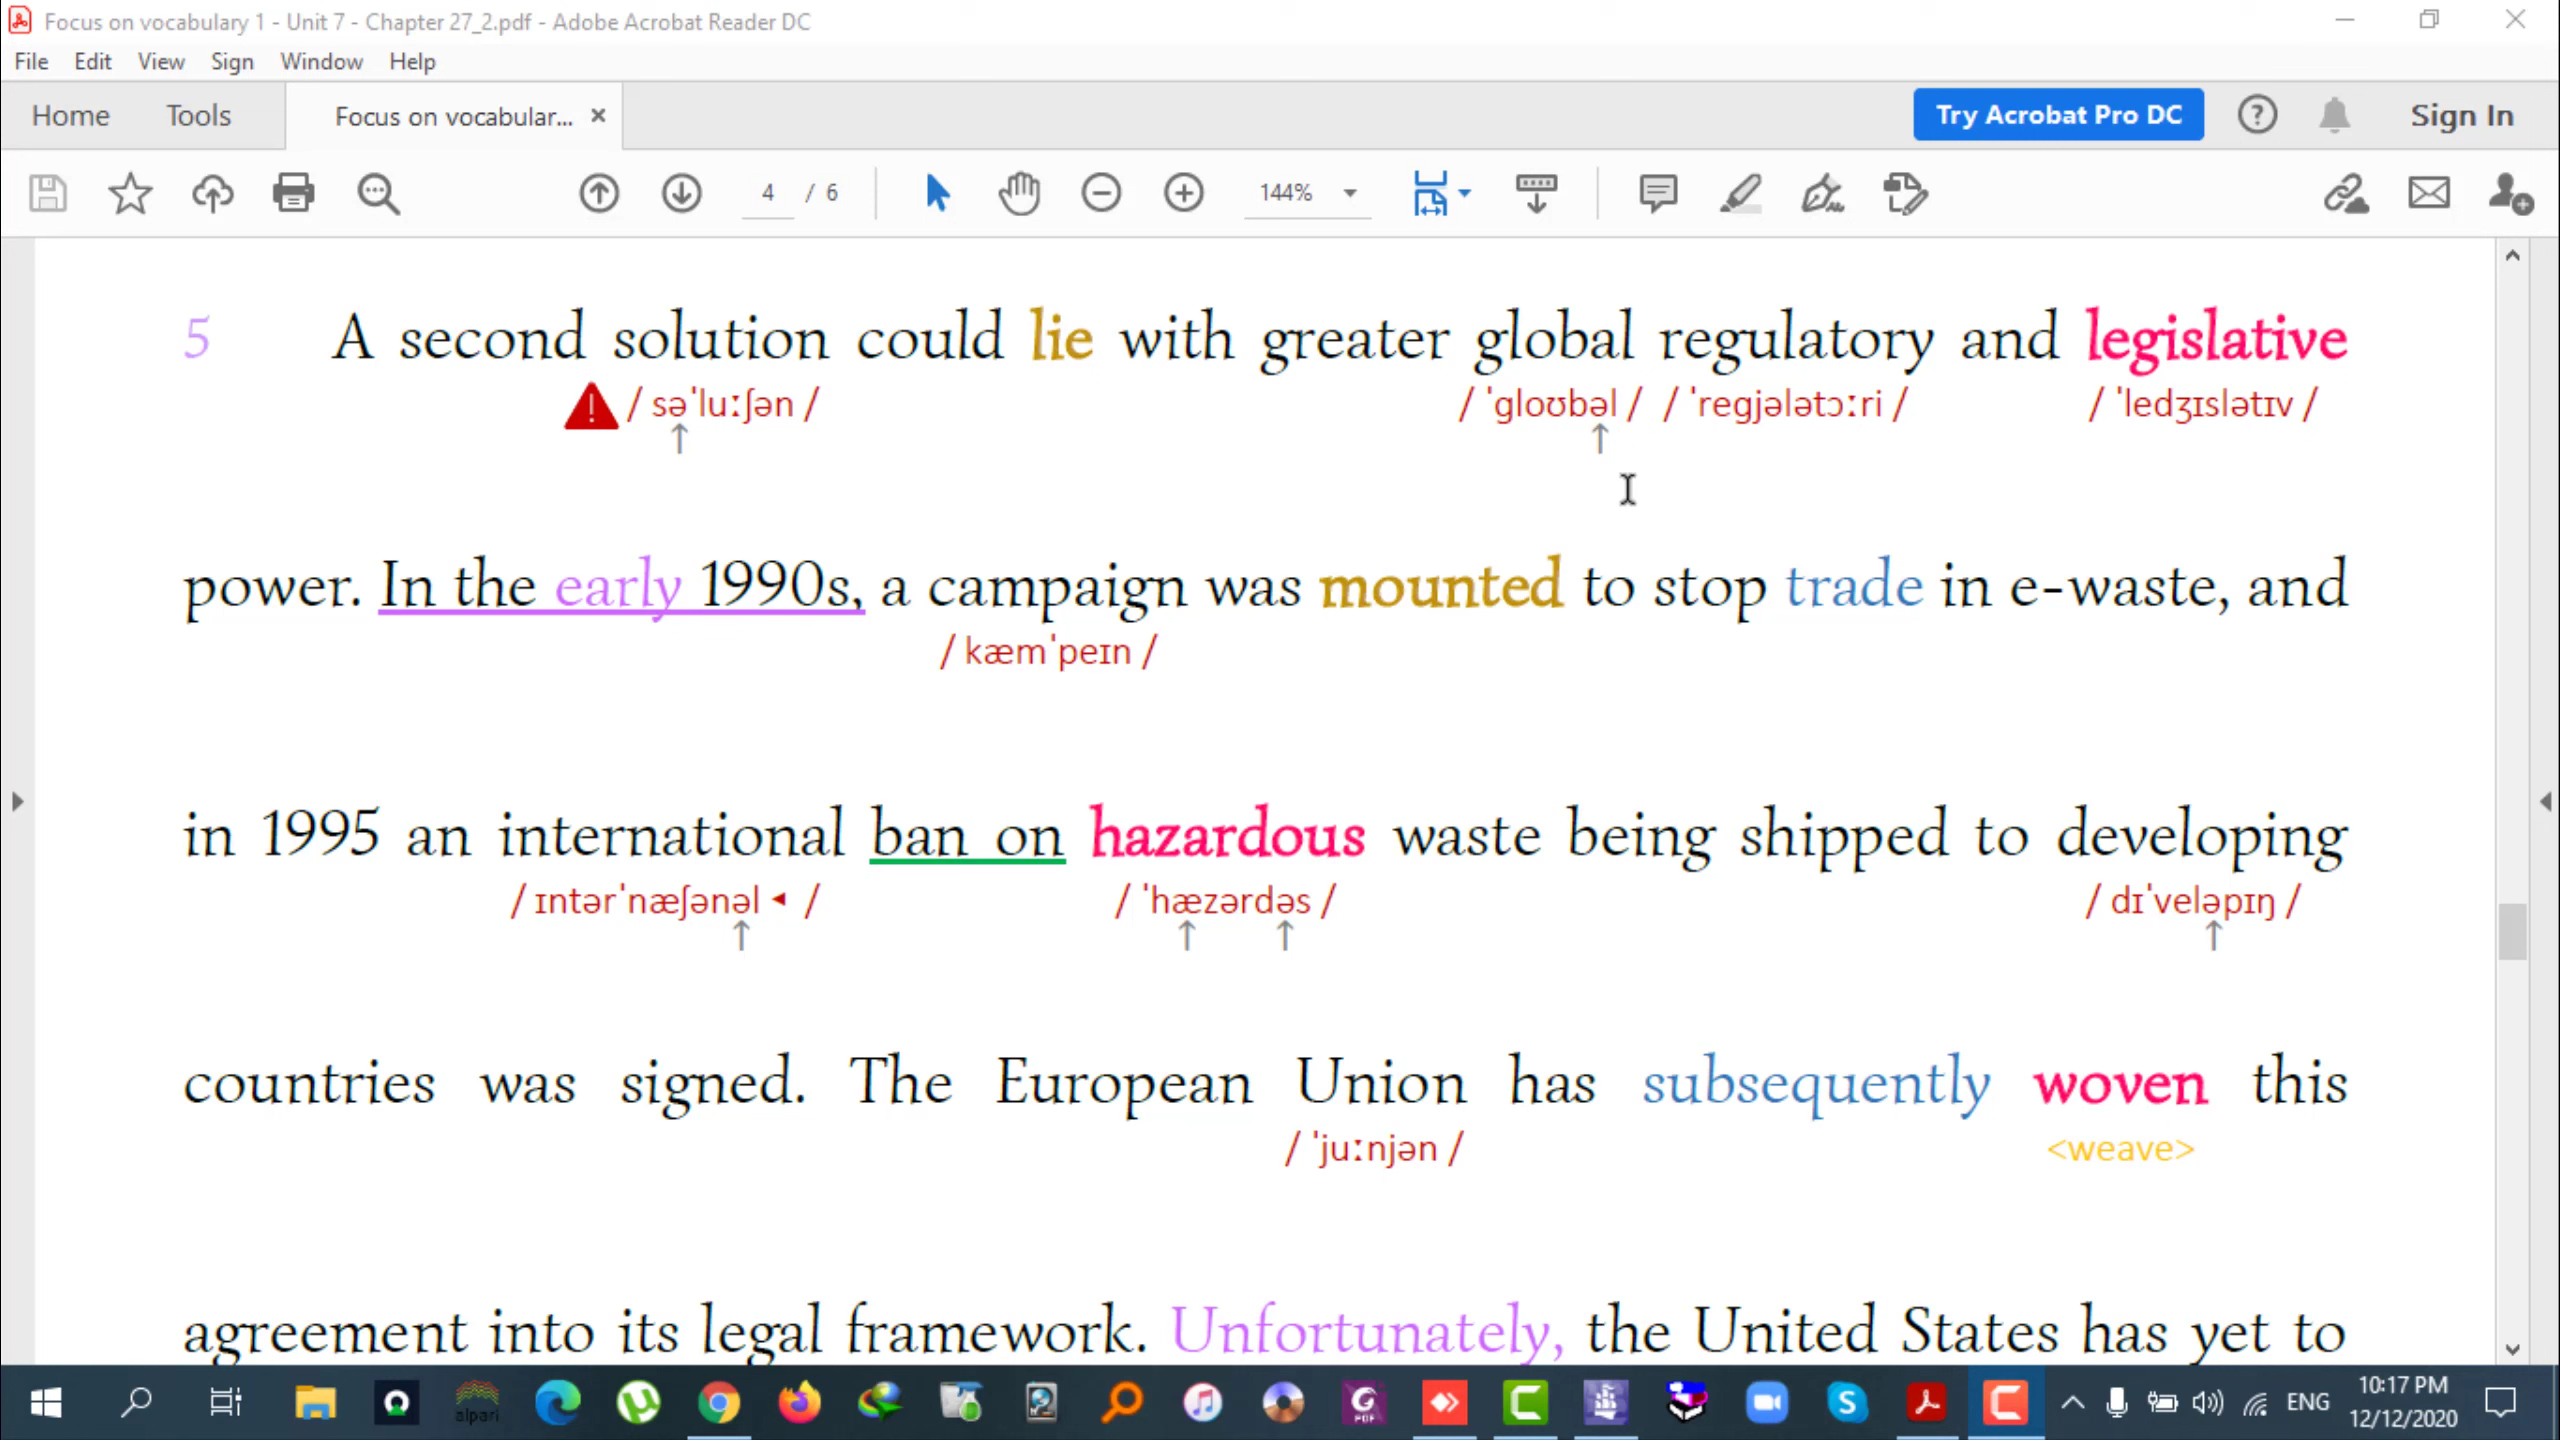 Focus on vocabulary 1 - Unit 7 - Chapter 27_2.pdf - Adobe Acrobat Reader DC
File Edit View Sign Window Help
Home Tools Focus on vocabular... × Try Acrobat Pro DC ? Sign In
4 / 6 144%
5 A second solution could lie with greater global regulatory and legislative
/ səˈluːʃən / / ˈɡloʊbəl / / ˈreɡjələtɔːri / / ˈledʒɪslətɪv /
↑ ↑
power. In the early 1990s, a campaign was mounted to stop trade in e-waste, and
/ kæmˈpeɪn /
in 1995 an international ban on hazardous waste being shipped to developing
/ ɪntərˈnæʃənəl ◂ / / ˈhæzərdəs / / dɪˈveləpɪŋ /
↑ ↑ ↑ ↑
countries was signed. The European Union has subsequently woven this
/ ˈjuːnjən / <weave>
agreement into its legal framework. Unfortunately, the United States has yet to
alpari PDF ENG 10:17 PM
12/12/2020